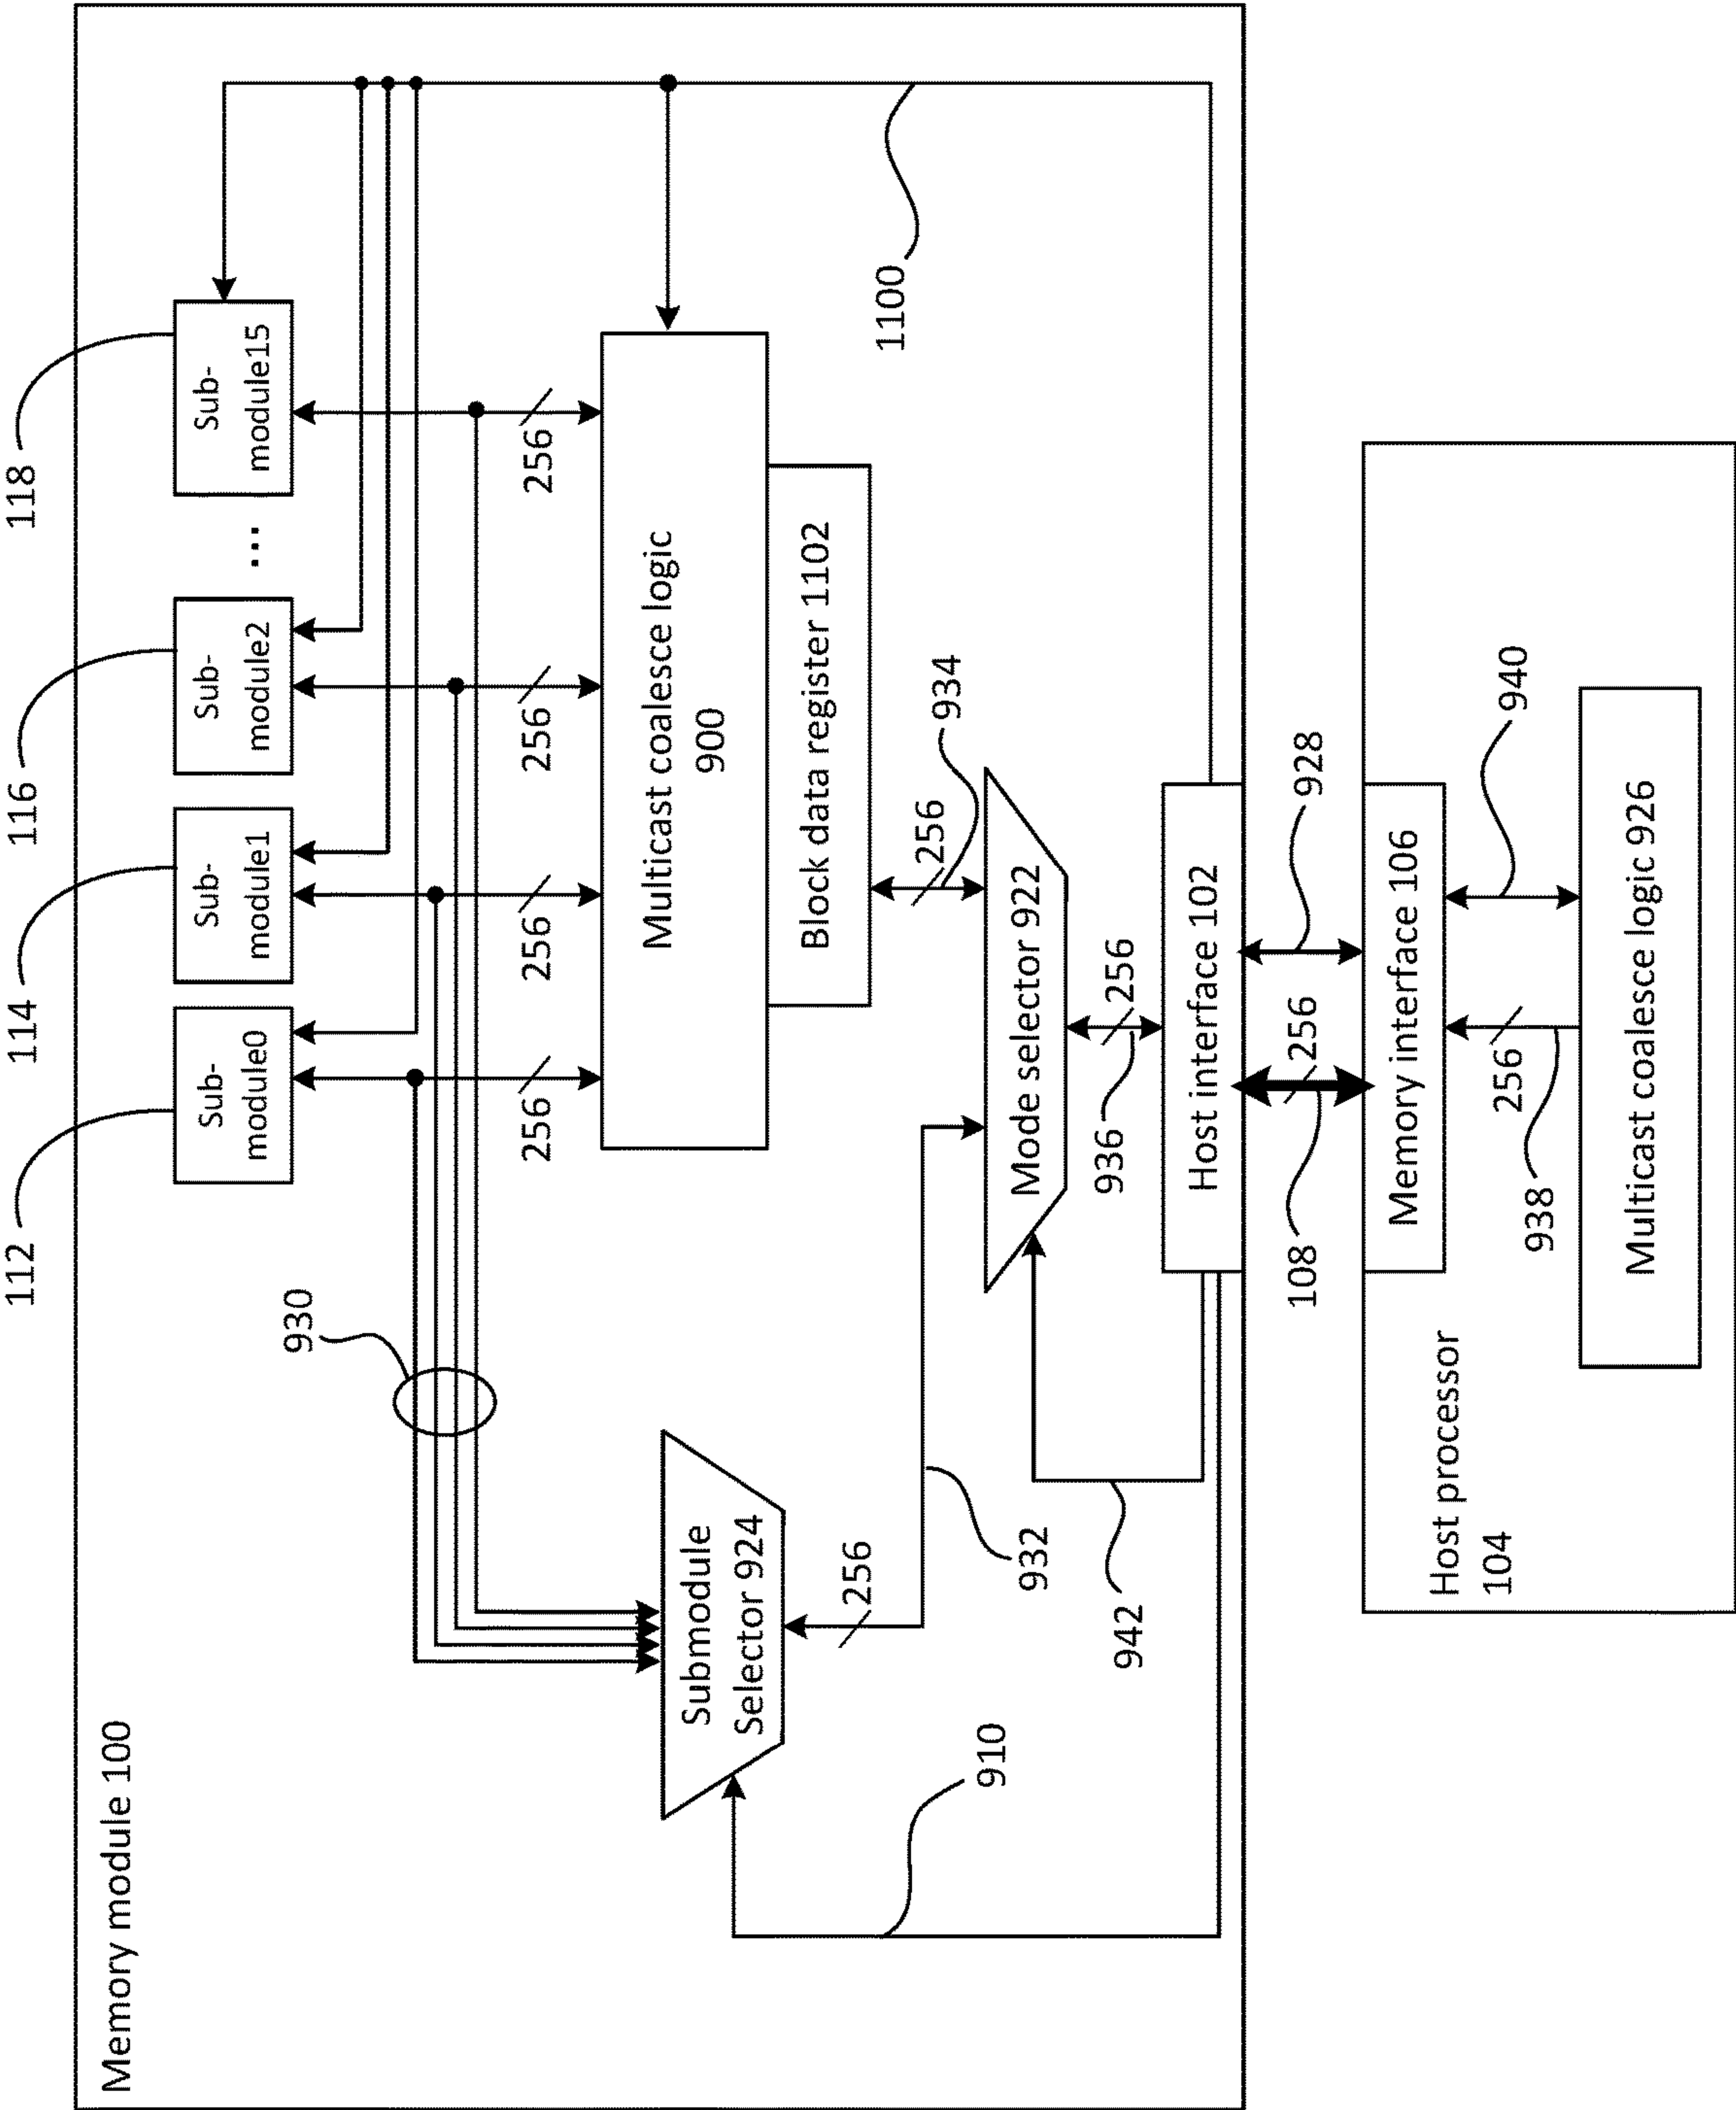 Memory module 100
112
114
116
118
Sub-
module0
Sub-
module1
Sub-
module2
...
Sub-
module15
930
256
256
256
256
Submodule
Selector 924
Multicast coalesce logic
900
Block data register 1102
256
256
934
932
910
942
Mode selector 922
936
256
1100
Host interface 102
108
256
928
Host processor
104
Memory interface 106
938
256
940
Multicast coalesce logic 926